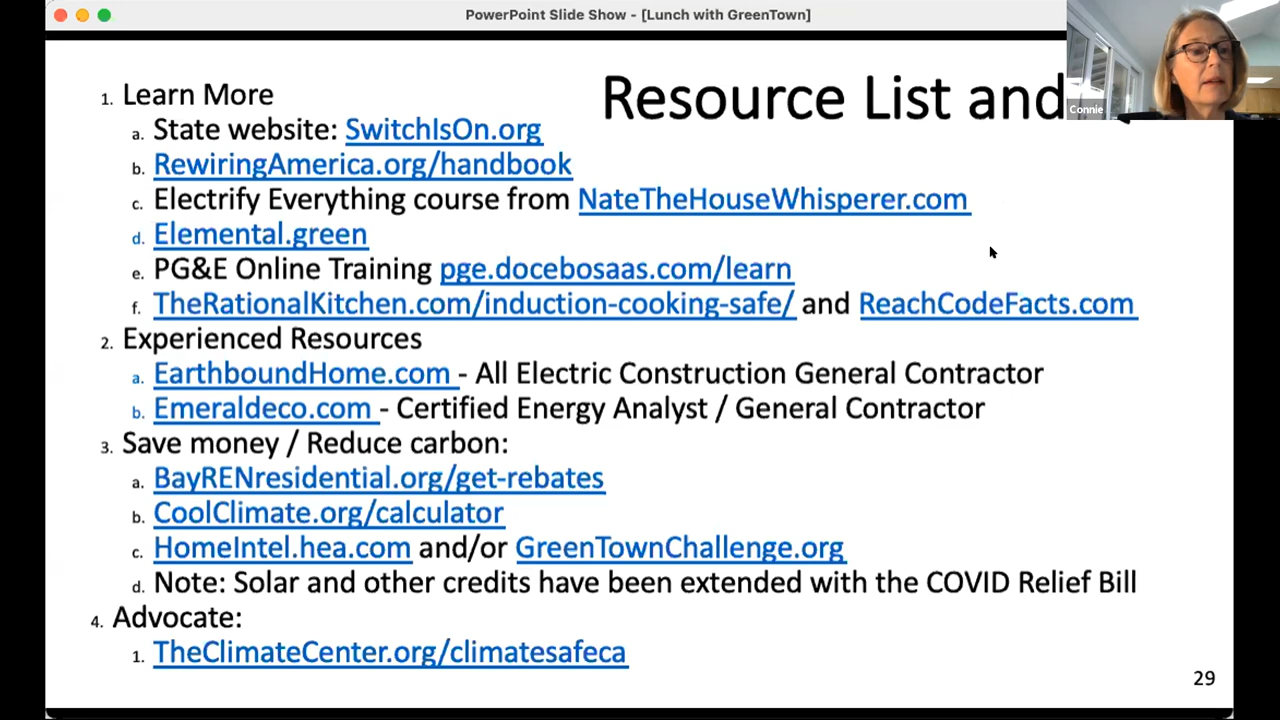 PowerPoint Slide Show - [Lunch with GreenTown]
Connie
Resource List and
1. Learn More
a. State website: SwitchIsOn.org
b. RewiringAmerica.org/handbook
c. Electrify Everything course from NateTheHouseWhisperer.com
d. Elemental.green
e. PG&E Online Training pge.docebosaas.com/learn
f. TheRationalKitchen.com/induction-cooking-safe/ and ReachCodeFacts.com
2. Experienced Resources
a. EarthboundHome.com - All Electric Construction General Contractor
b. Emeraldeco.com - Certified Energy Analyst / General Contractor
3. Save money / Reduce carbon:
a. BayRENresidential.org/get-rebates
b. CoolClimate.org/calculator
c. HomeIntel.hea.com and/or GreenTownChallenge.org
d. Note: Solar and other credits have been extended with the COVID Relief Bill
4. Advocate:
1. TheClimateCenter.org/climatesafeca
29